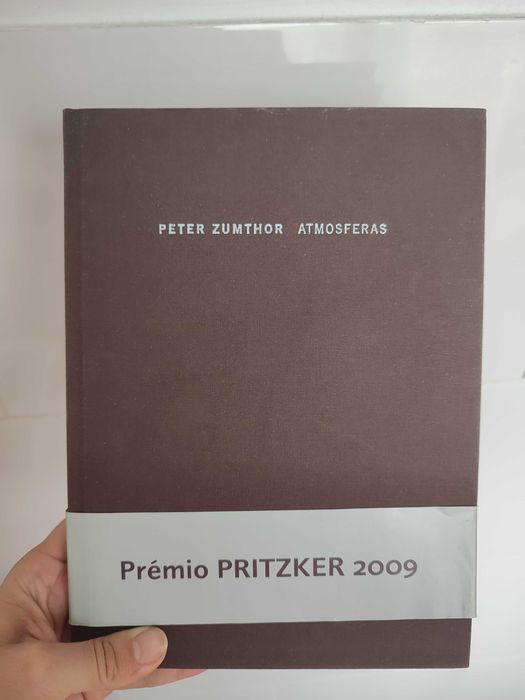 PETER ZUMTHOR ATMOSFERAS
Prémio PRITZKER 2009